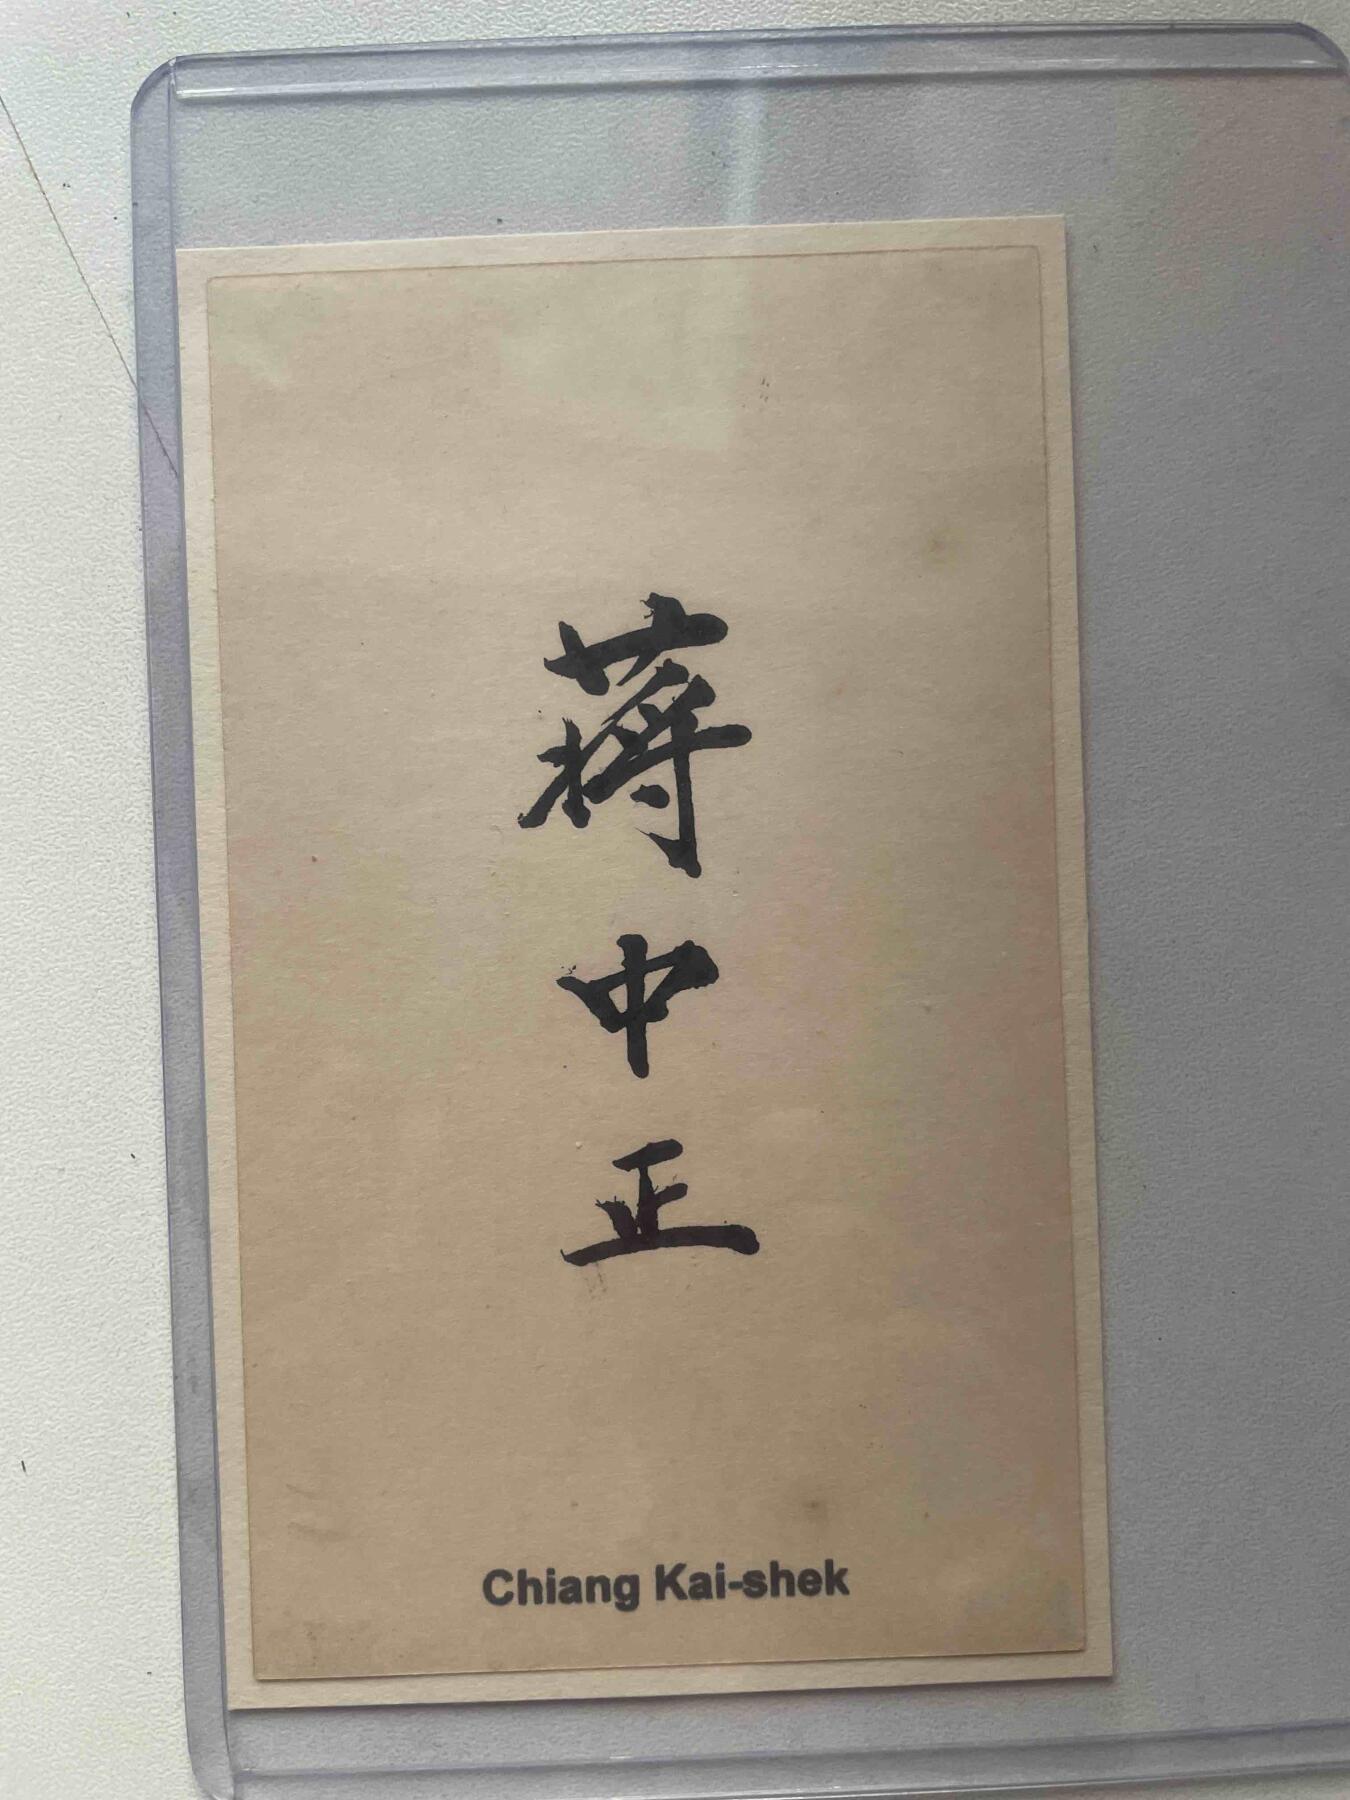 蔣中正
Chiang Kai-shek